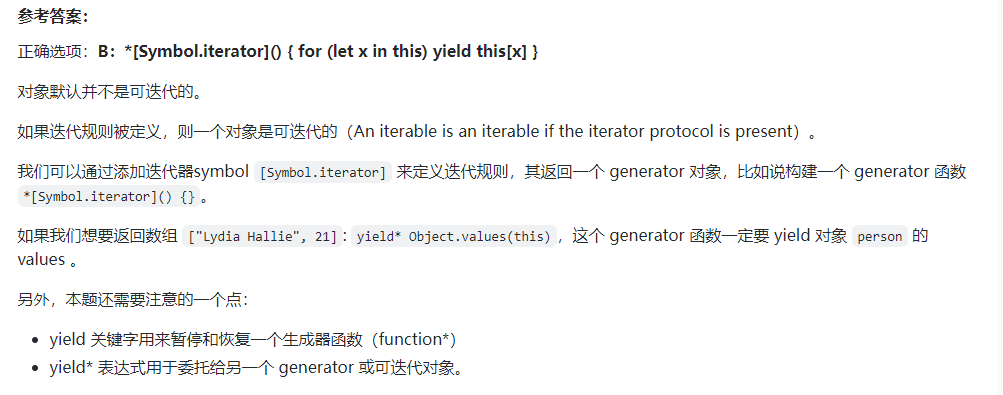 参考答案：
正确选项：B：*[Symbol.iterator]() { for (let x in this) yield this[x] }
对象默认并不是可迭代的。
如果迭代规则被定义，则一个对象是可迭代的（An iterable is an iterable if the iterator protocol is present）。
我们可以通过添加迭代器symbol [Symbol.iterator] 来定义迭代规则，其返回一个 generator 对象，比如说构建一个 generator 函数
*[Symbol.iterator]() {}。
如果我们想要返回数组 ["Lydia Hallie", 21]：yield* Object.values(this)，这个 generator 函数一定要 yield 对象 person 的
values 。
另外，本题还需要注意的一个点：
• yield 关键字用来暂停和恢复一个生成器函数（function*）
• yield* 表达式用于委托给另一个 generator 或可迭代对象。